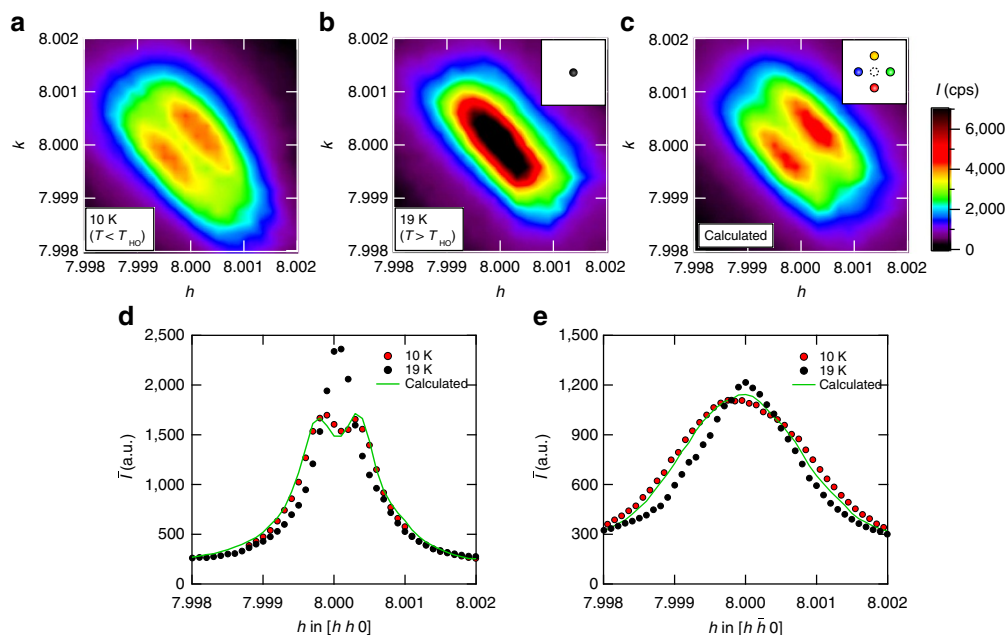 a
b
c
8.002
8.001
8.000
7.999
7.998
k
10 K
(T < T HO)
7.998 7.999 8.000 8.001 8.002
h
8.002
8.001
8.000
7.999
7.998
k
19 K
(T > T HO)
7.998 7.999 8.000 8.001 8.002
h
8.002
8.001
8.000
7.999
7.998
k
Calculated
7.998 7.999 8.000 8.001 8.002
h
I (cps)
6,000
4,000
2,000
0
d
2,500
2,000
1,500
1,000
500
0
Ī (a.u.)
10 K
19 K
Calculated
7.998 7.999 8.000 8.001 8.002
h in [h h 0]
e
1,500
1,200
900
600
300
0
Ī (a.u.)
10 K
19 K
Calculated
7.998 7.999 8.000 8.001 8.002
h in [h h̄ 0]